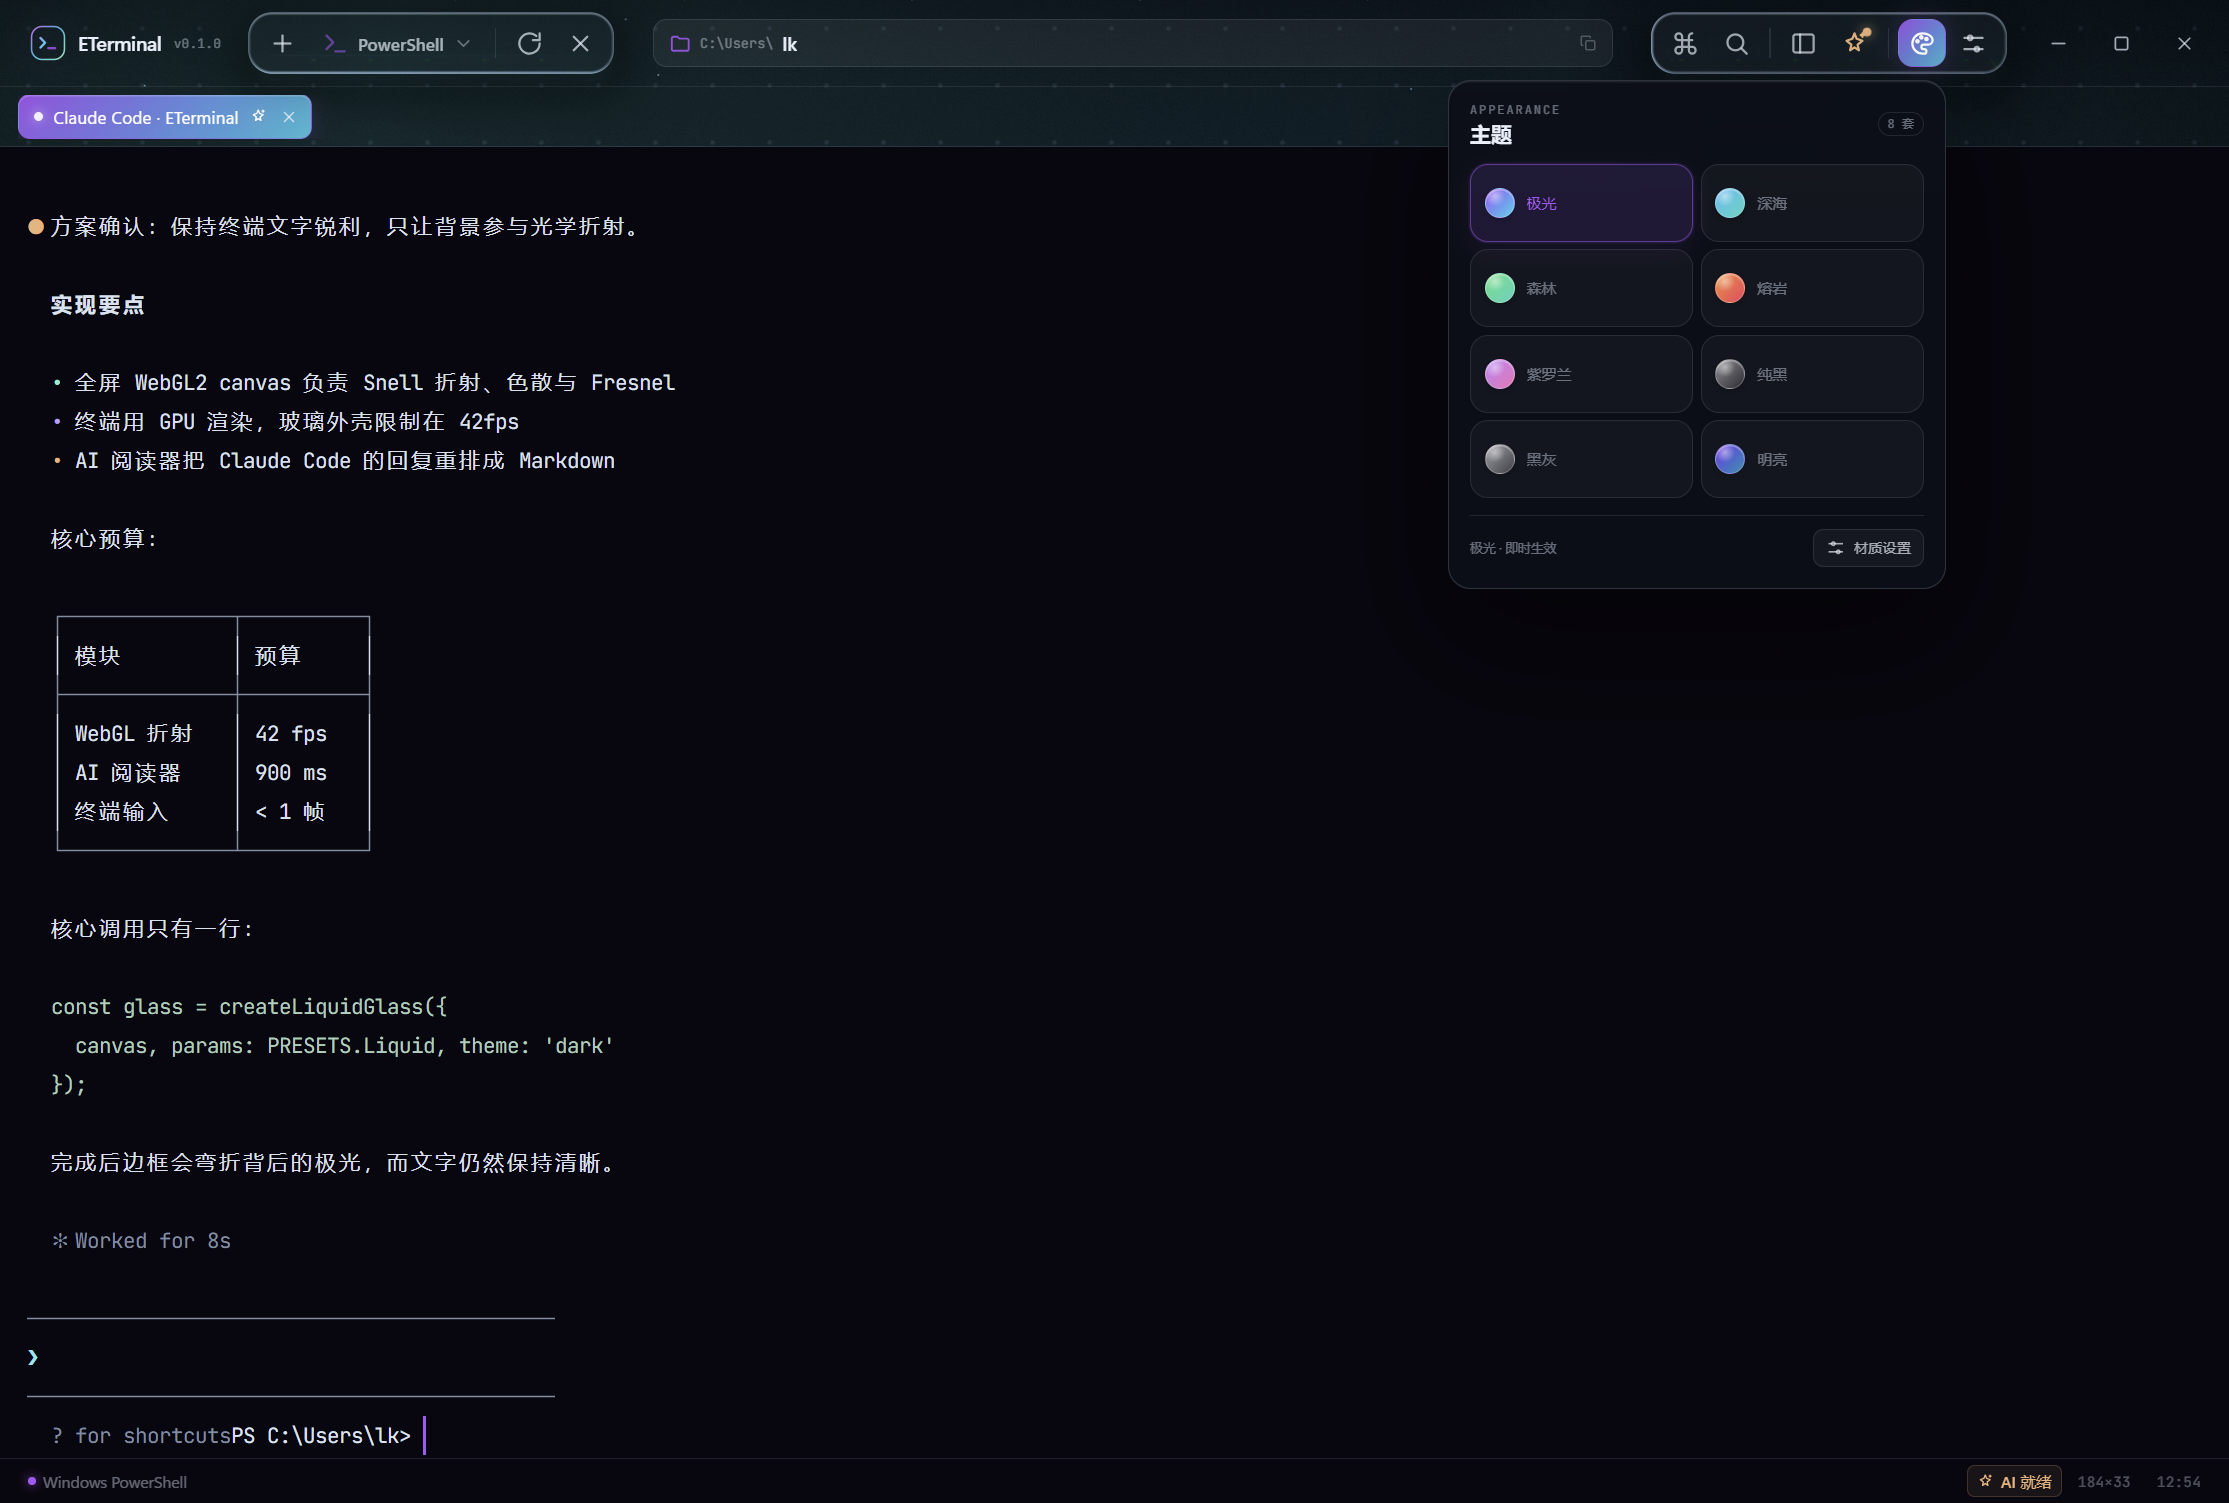 ETerminal v0.1.0
PowerShell
C:\Users\ lk
Claude Code · ETerminal
方案确认: 保持终端文字锐利, 只让背景参与光学折射。
实现要点
• 全屏 WebGL2 canvas 负责 Snell 折射、色散与 Fresnel
• 终端用 GPU 渲染, 玻璃外壳限制在 42fps
• AI 阅读器把 Claude Code 的回复重排成 Markdown
核心预算:
模块 预算
WebGL 折射 42 fps
AI 阅读器 900 ms
终端输入 < 1 帧
核心调用只有一行:
const glass = createLiquidGlass({
canvas, params: PRESETS.Liquid, theme: 'dark'
});
完成后边框会弯折背后的极光, 而文字仍然保持清晰。
✻ Worked for 8s
❯
? for shortcutsPS C:\Users\lk>
APPEARANCE
主题
8 套
极光
深海
森林
熔岩
紫罗兰
纯黑
黑灰
明亮
极光 · 即时生效
材质设置
Windows PowerShell
AI 就绪
184×33
12:54